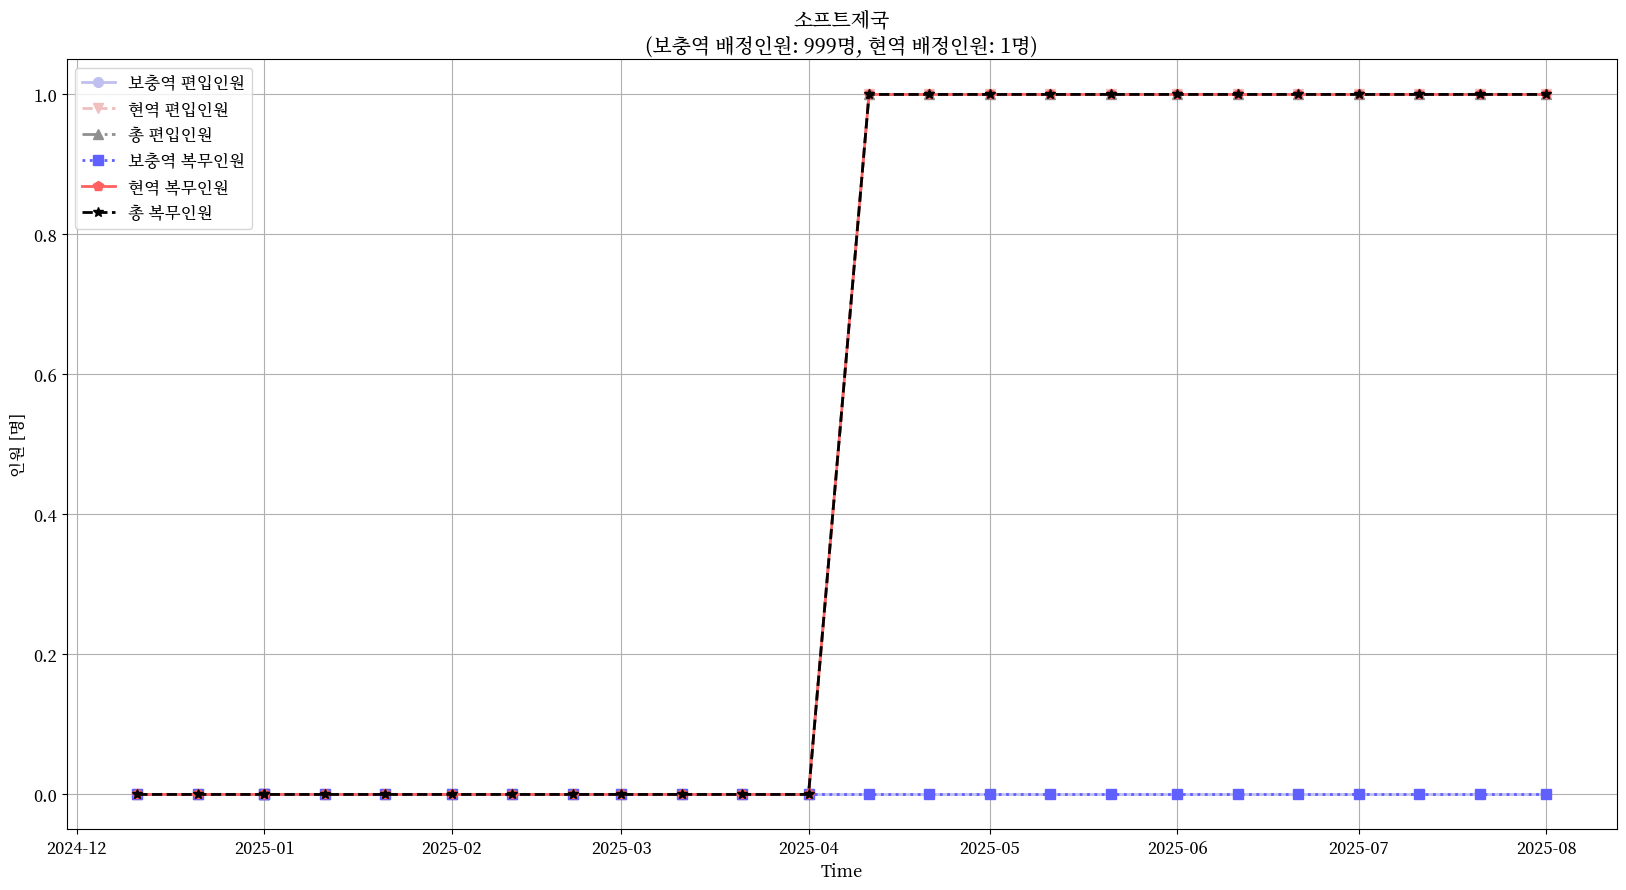 소프트제국
(보충역 배정인원: 999명, 현역 배정인원: 1명)
보충역 편입인원
현역 편입인원
총 편입인원
보충역 복무인원
현역 복무인원
총 복무인원
인원 [명]
1.0
0.8
0.6
0.4
0.2
0.0
2024-12
2025-01
2025-02
2025-03
2025-04
2025-05
2025-06
2025-07
2025-08
Time